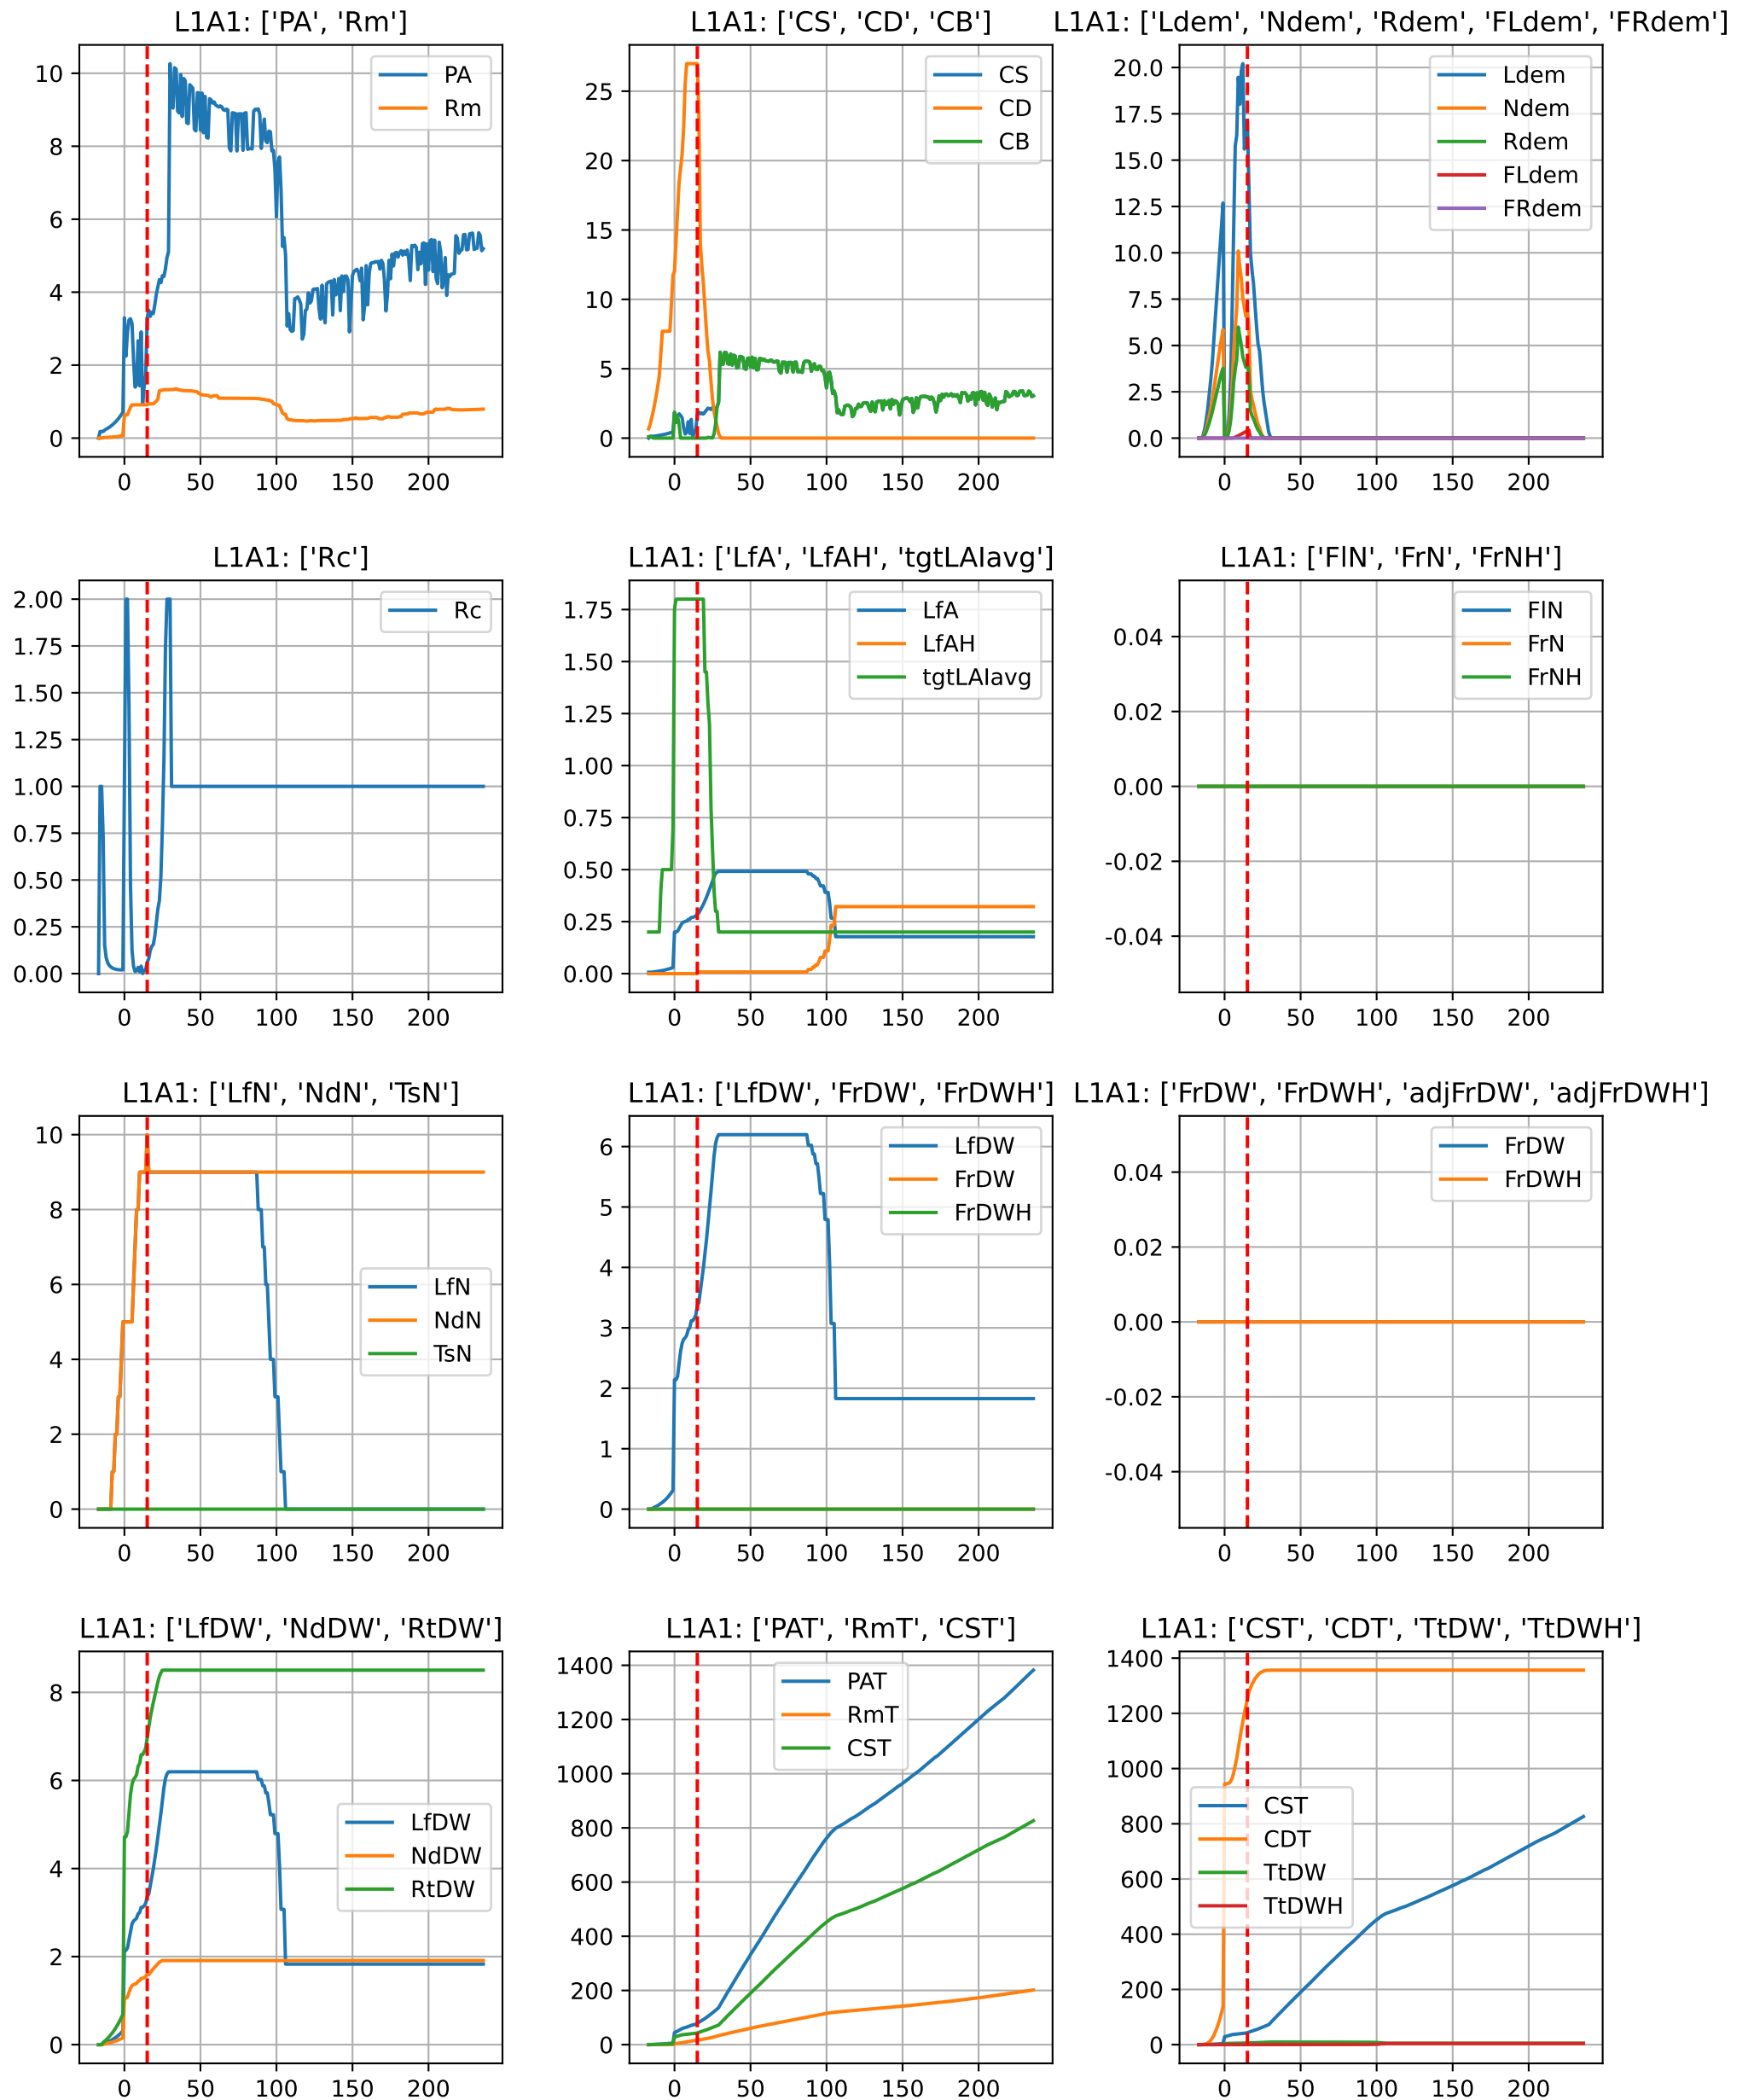 L1A1: ['PA', 'Rm']
10
8
6
4
2
0
0 50 100 150 200
PA
Rm
L1A1: ['CS', 'CD', 'CB']
25
20
15
10
5
0
0 50 100 150 200
CS
CD
CB
L1A1: ['Ldem', 'Ndem', 'Rdem', 'FLdem', 'FRdem']
20.0
17.5
15.0
12.5
10.0
7.5
5.0
2.5
0.0
0 50 100 150 200
Ldem
Ndem
Rdem
FLdem
FRdem
L1A1: ['Rc']
2.00
1.75
1.50
1.25
1.00
0.75
0.50
0.25
0.00
0 50 100 150 200
Rc
L1A1: ['LfA', 'LfAH', 'tgtLAIavg']
1.75
1.50
1.25
1.00
0.75
0.50
0.25
0.00
0 50 100 150 200
LfA
LfAH
tgtLAIavg
L1A1: ['FlN', 'FrN', 'FrNH']
0.04
0.02
0.00
-0.02
-0.04
0 50 100 150 200
FlN
FrN
FrNH
L1A1: ['LfN', 'NdN', 'TsN']
10
8
6
4
2
0
0 50 100 150 200
LfN
NdN
TsN
L1A1: ['LfDW', 'FrDW', 'FrDWH']
6
5
4
3
2
1
0
0 50 100 150 200
LfDW
FrDW
FrDWH
L1A1: ['FrDW', 'FrDWH', 'adjFrDW', 'adjFrDWH']
0.04
0.02
0.00
-0.02
-0.04
0 50 100 150 200
FrDW
FrDWH
L1A1: ['LfDW', 'NdDW', 'RtDW']
8
6
4
2
0
0 50 100 150 200
LfDW
NdDW
RtDW
L1A1: ['PAT', 'RmT', 'CST']
1400
1200
1000
800
600
400
200
0
0 50 100 150 200
PAT
RmT
CST
L1A1: ['CST', 'CDT', 'TtDW', 'TtDWH']
1400
1200
1000
800
600
400
200
0
0 50 100 150 200
CST
CDT
TtDW
TtDWH